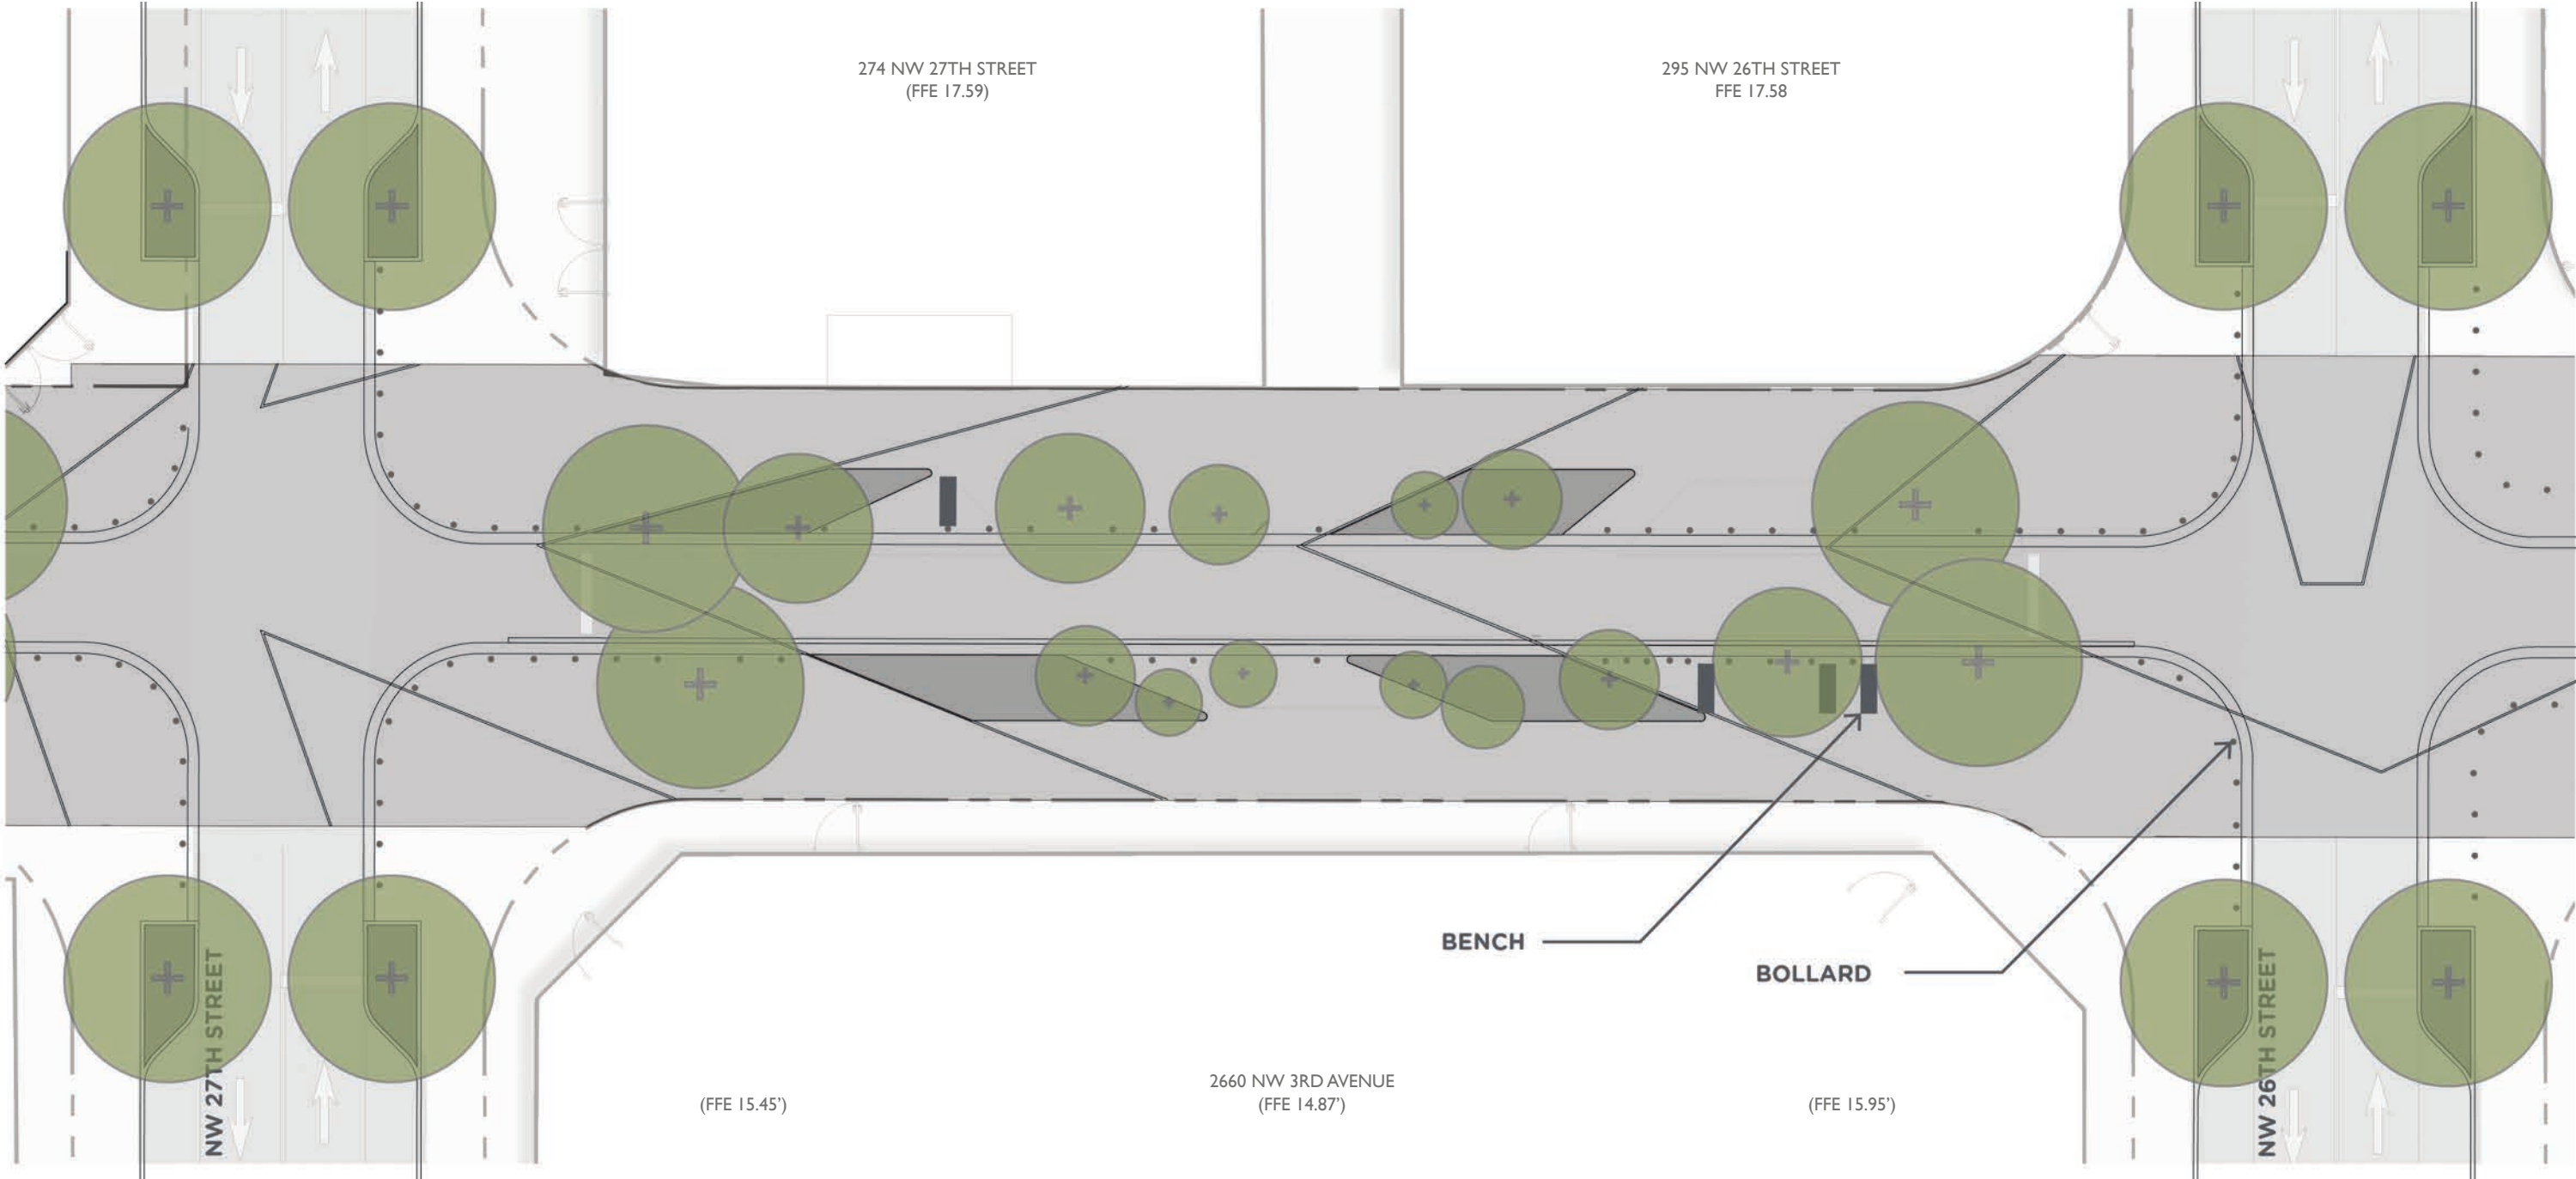 274 NW 27TH STREET
(FFE 17.59)
295 NW 26TH STREET
FFE 17.58
BENCH
BOLLARD
NW 27TH STREET
NW 26TH STREET
2660 NW 3RD AVENUE
(FFE 14.87')
(FFE 15.45')
(FFE 15.95')